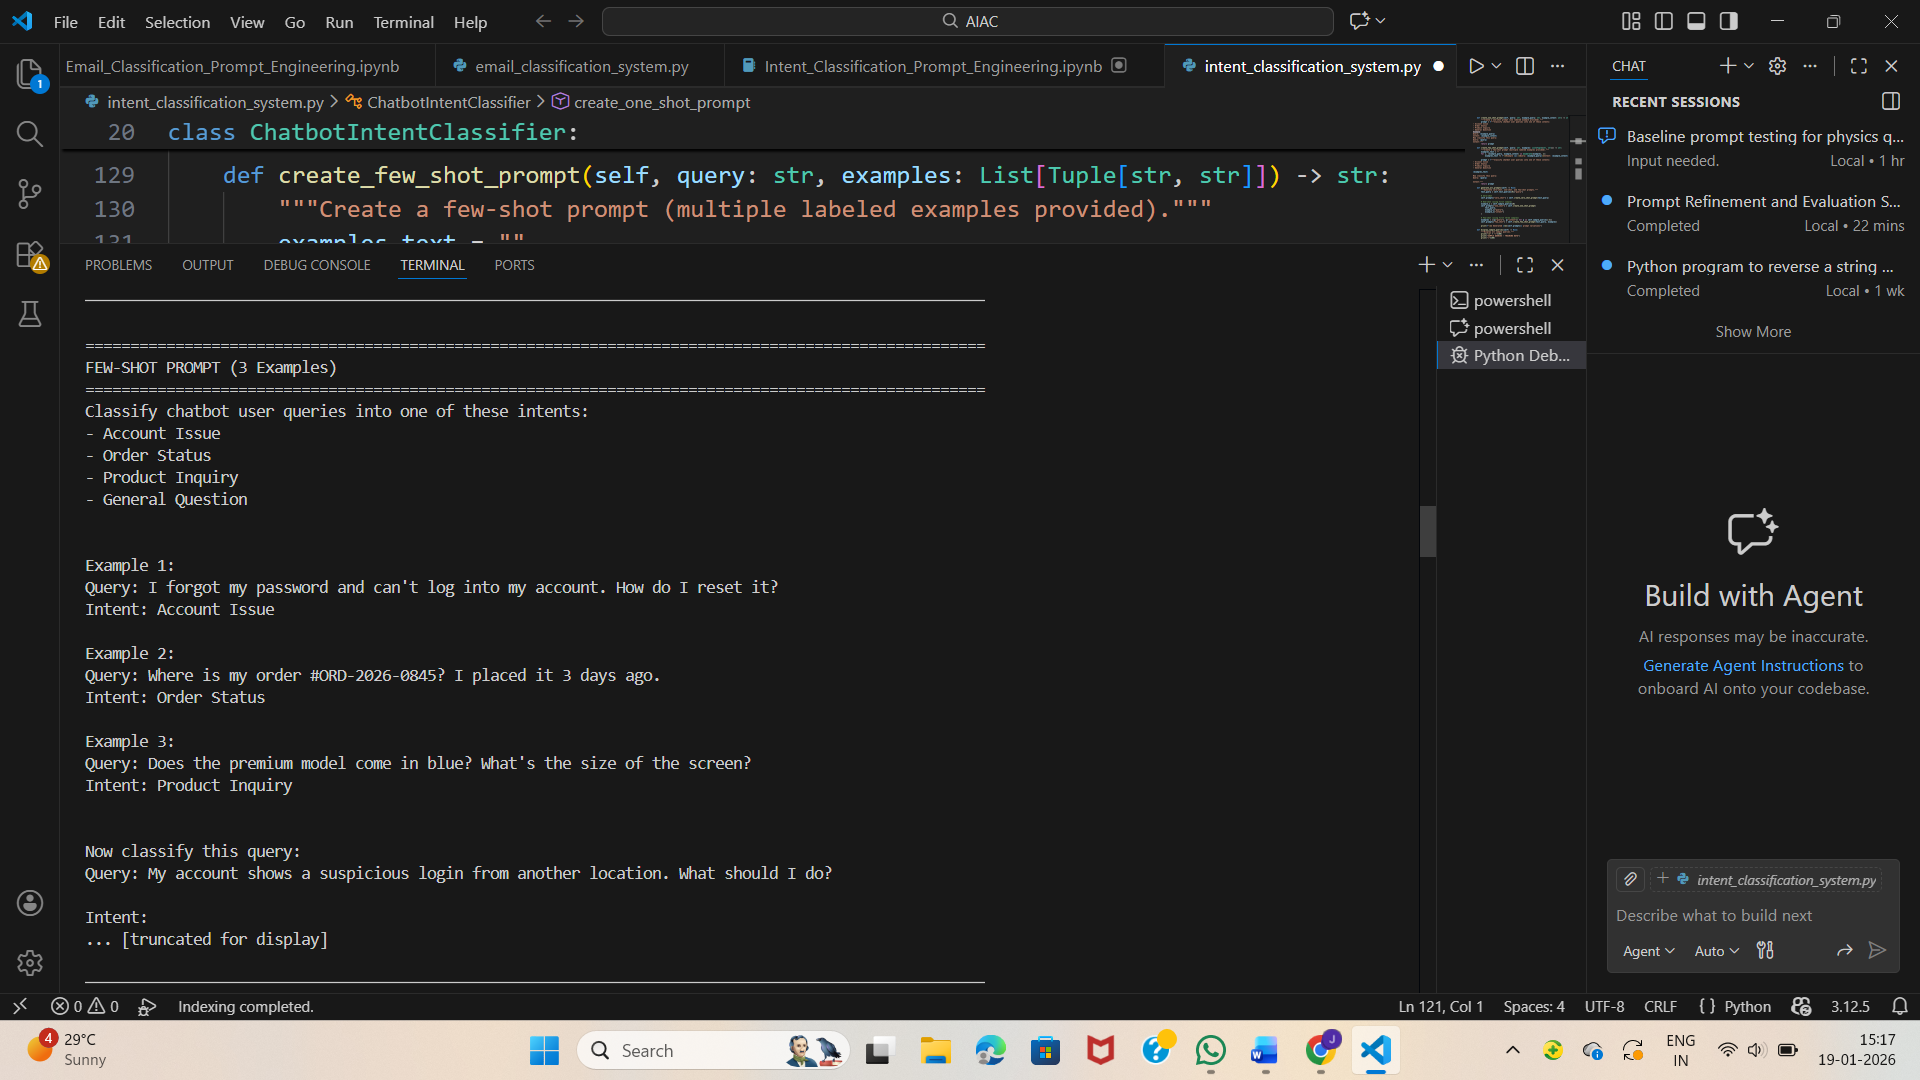 File Edit Selection View Go Run Terminal Help
AIAC
Email_Classification_Prompt_Engineering.ipynb
email_classification_system.py
Intent_Classification_Prompt_Engineering.ipynb
intent_classification_system.py
intent_classification_system.py > ChatbotIntentClassifier > create_one_shot_prompt
20 class ChatbotIntentClassifier:
129 def create_few_shot_prompt(self, query: str, examples: List[Tuple[str, str]]) -> str:
130 """Create a few-shot prompt (multiple labeled examples provided)."""
131 examples_text = ""
PROBLEMS OUTPUT DEBUG CONSOLE TERMINAL PORTS
====================================================================================================
FEW-SHOT PROMPT (3 Examples)
====================================================================================================
Classify chatbot user queries into one of these intents:
- Account Issue
- Order Status
- Product Inquiry
- General Question
Example 1:
Query: I forgot my password and can't log into my account. How do I reset it?
Intent: Account Issue
Example 2:
Query: Where is my order #ORD-2026-0845? I placed it 3 days ago.
Intent: Order Status
Example 3:
Query: Does the premium model come in blue? What's the size of the screen?
Intent: Product Inquiry
Now classify this query:
Query: My account shows a suspicious login from another location. What should I do?
Intent:
... [truncated for display]
powershell
powershell
Python Deb...
CHAT
RECENT SESSIONS
Baseline prompt testing for physics q...
Input needed. Local • 1 hr
Prompt Refinement and Evaluation S...
Completed Local • 22 mins
Python program to reverse a string ...
Completed Local • 1 wk
Show More
Build with Agent
AI responses may be inaccurate.
Generate Agent Instructions to
onboard AI onto your codebase.
intent_classification_system.py
Describe what to build next
Agent Auto
1
0 0 Indexing completed.
Ln 121, Col 1 Spaces: 4 UTF-8 CRLF { } Python 3.12.5
4
29°C
Sunny
Search
J
ENG
IN
15:17
19-01-2026